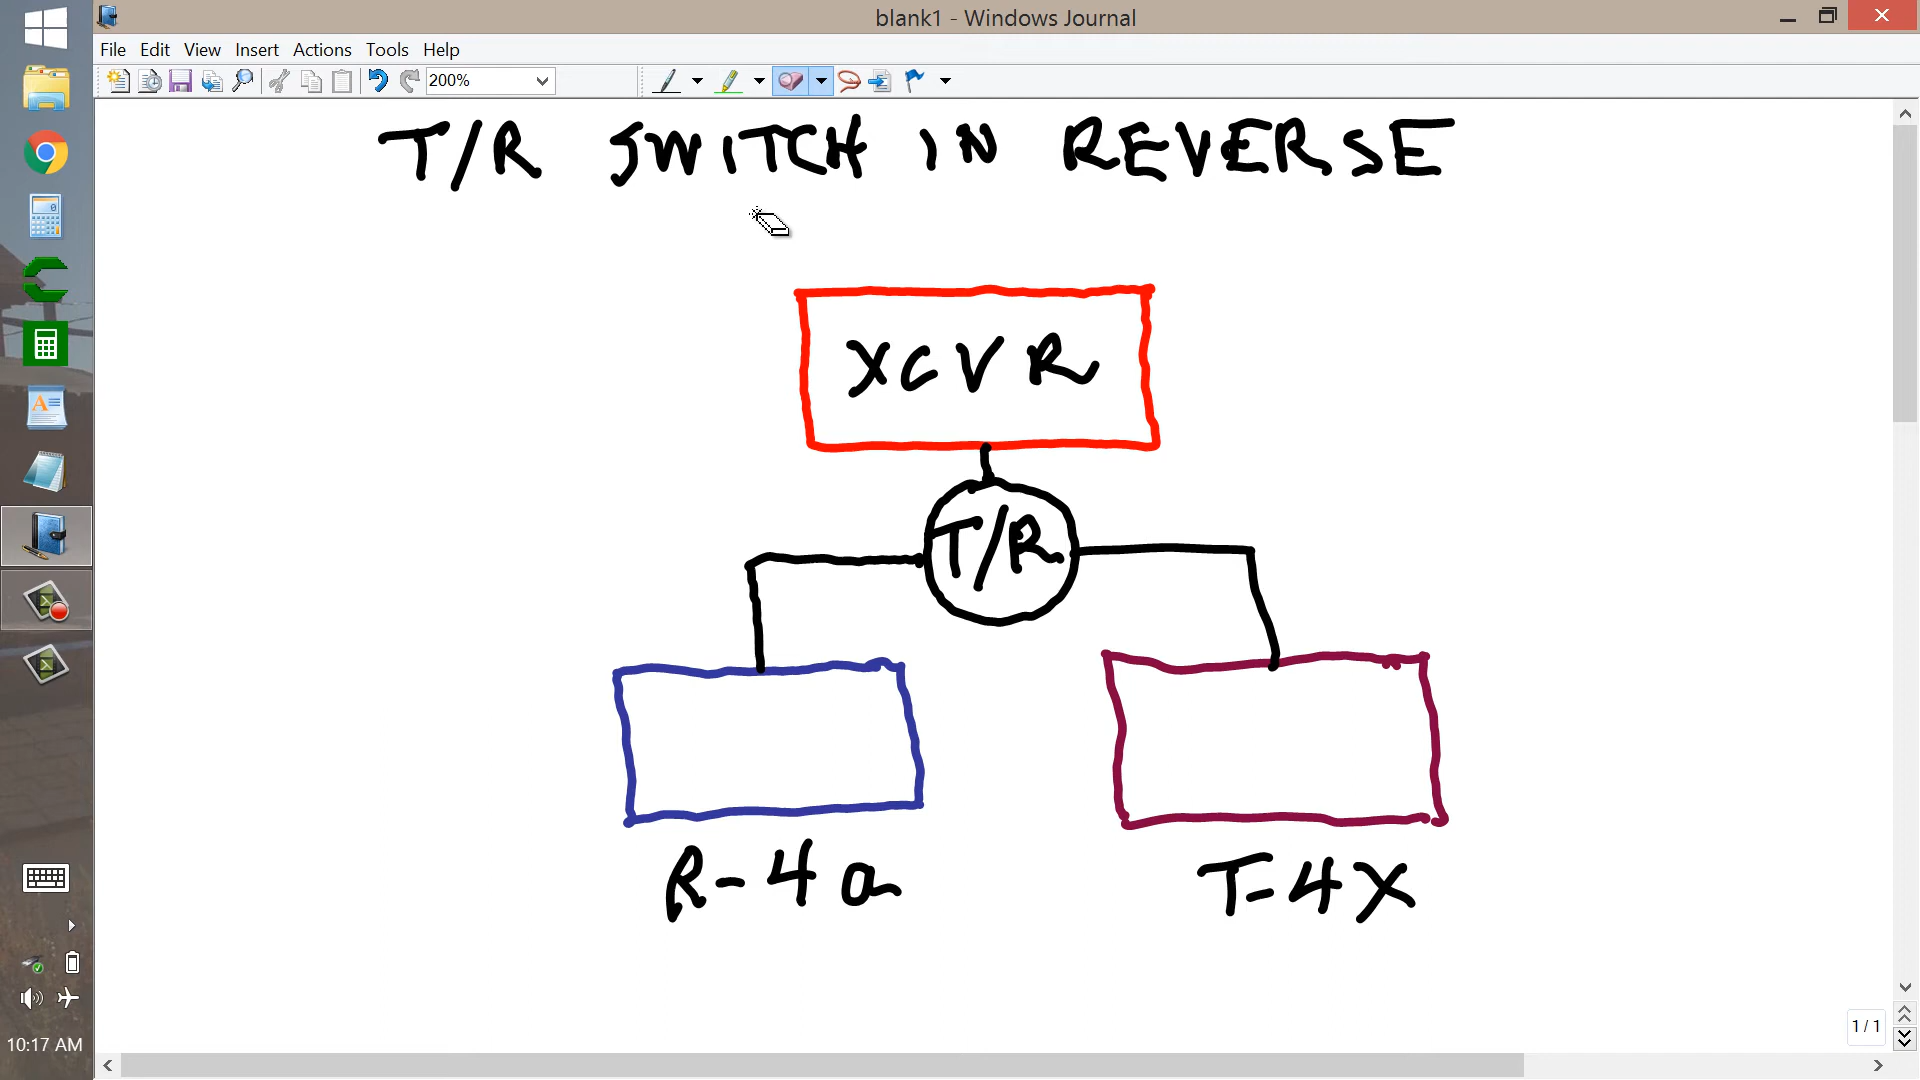 blank1 - Windows Journal
File Edit View Insert Actions Tools Help
200%
T/R SWITCH IN REVERSE
XCVR
T/R
R-4a
T-4X
1 / 1
10:17 AM